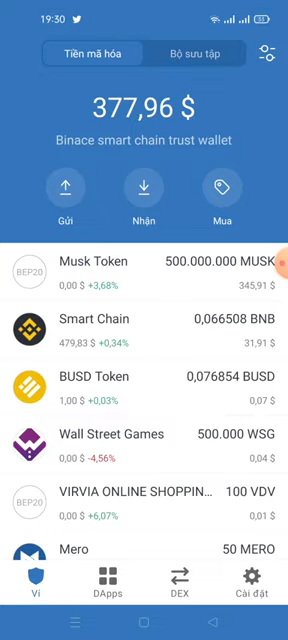 19:30
53
Tiền mã hóa
Bộ sưu tập
377,96 $
Binace smart chain trust wallet
Gửi
Nhận
Mua
BEP20
Musk Token
500.000.000 MUSK
0,00 $ +3,68%
345,91 $
Smart Chain
0,066508 BNB
479,83 $ +0,34%
31,91 $
BUSD Token
0,076854 BUSD
1,00 $ +0,03%
0,07 $
Wall Street Games
500.000 WSG
0,00 $ -4,56%
0,04 $
BEP20
VIRVIA ONLINE SHOPPIN...
100 VDV
0,00 $ +6,07%
0,01 $
Mero
50 MERO
Ví
DApps
DEX
Cài đặt